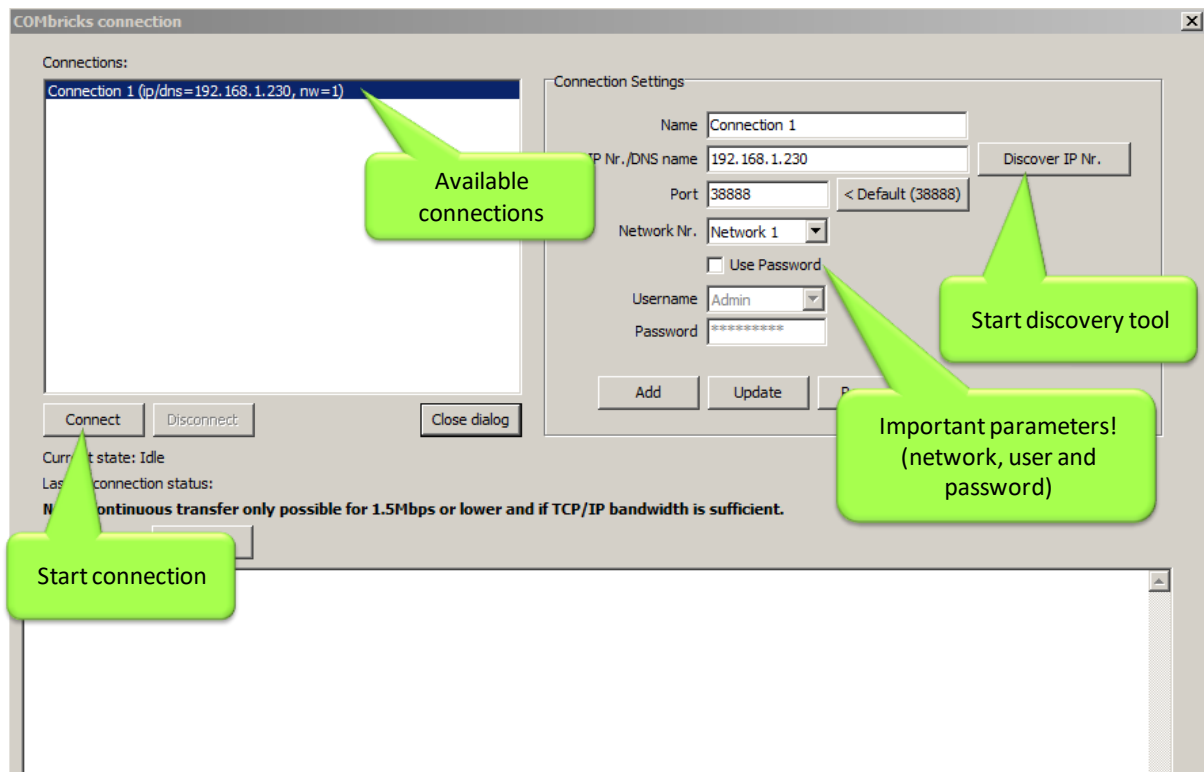 COMbricks connection
Connections:
Connection 1 (ip/dns=192.168.1.230, nw=1)
Available
connections
Connection Settings
Name Connection 1
IP Nr./DNS name 192.168.1.230 Discover IP Nr.
Port 38888 < Default (38888)
Network Nr. Network 1
Use Password
Username Admin
Password *********
Start discovery tool
Add Update
Important parameters!
(network, user and
password)
Connect Disconnect Close dialog
state: Idle
connection status:
continuous transfer only possible for 1.5Mbps or lower and if TCP/IP bandwidth is sufficient.
Start connection